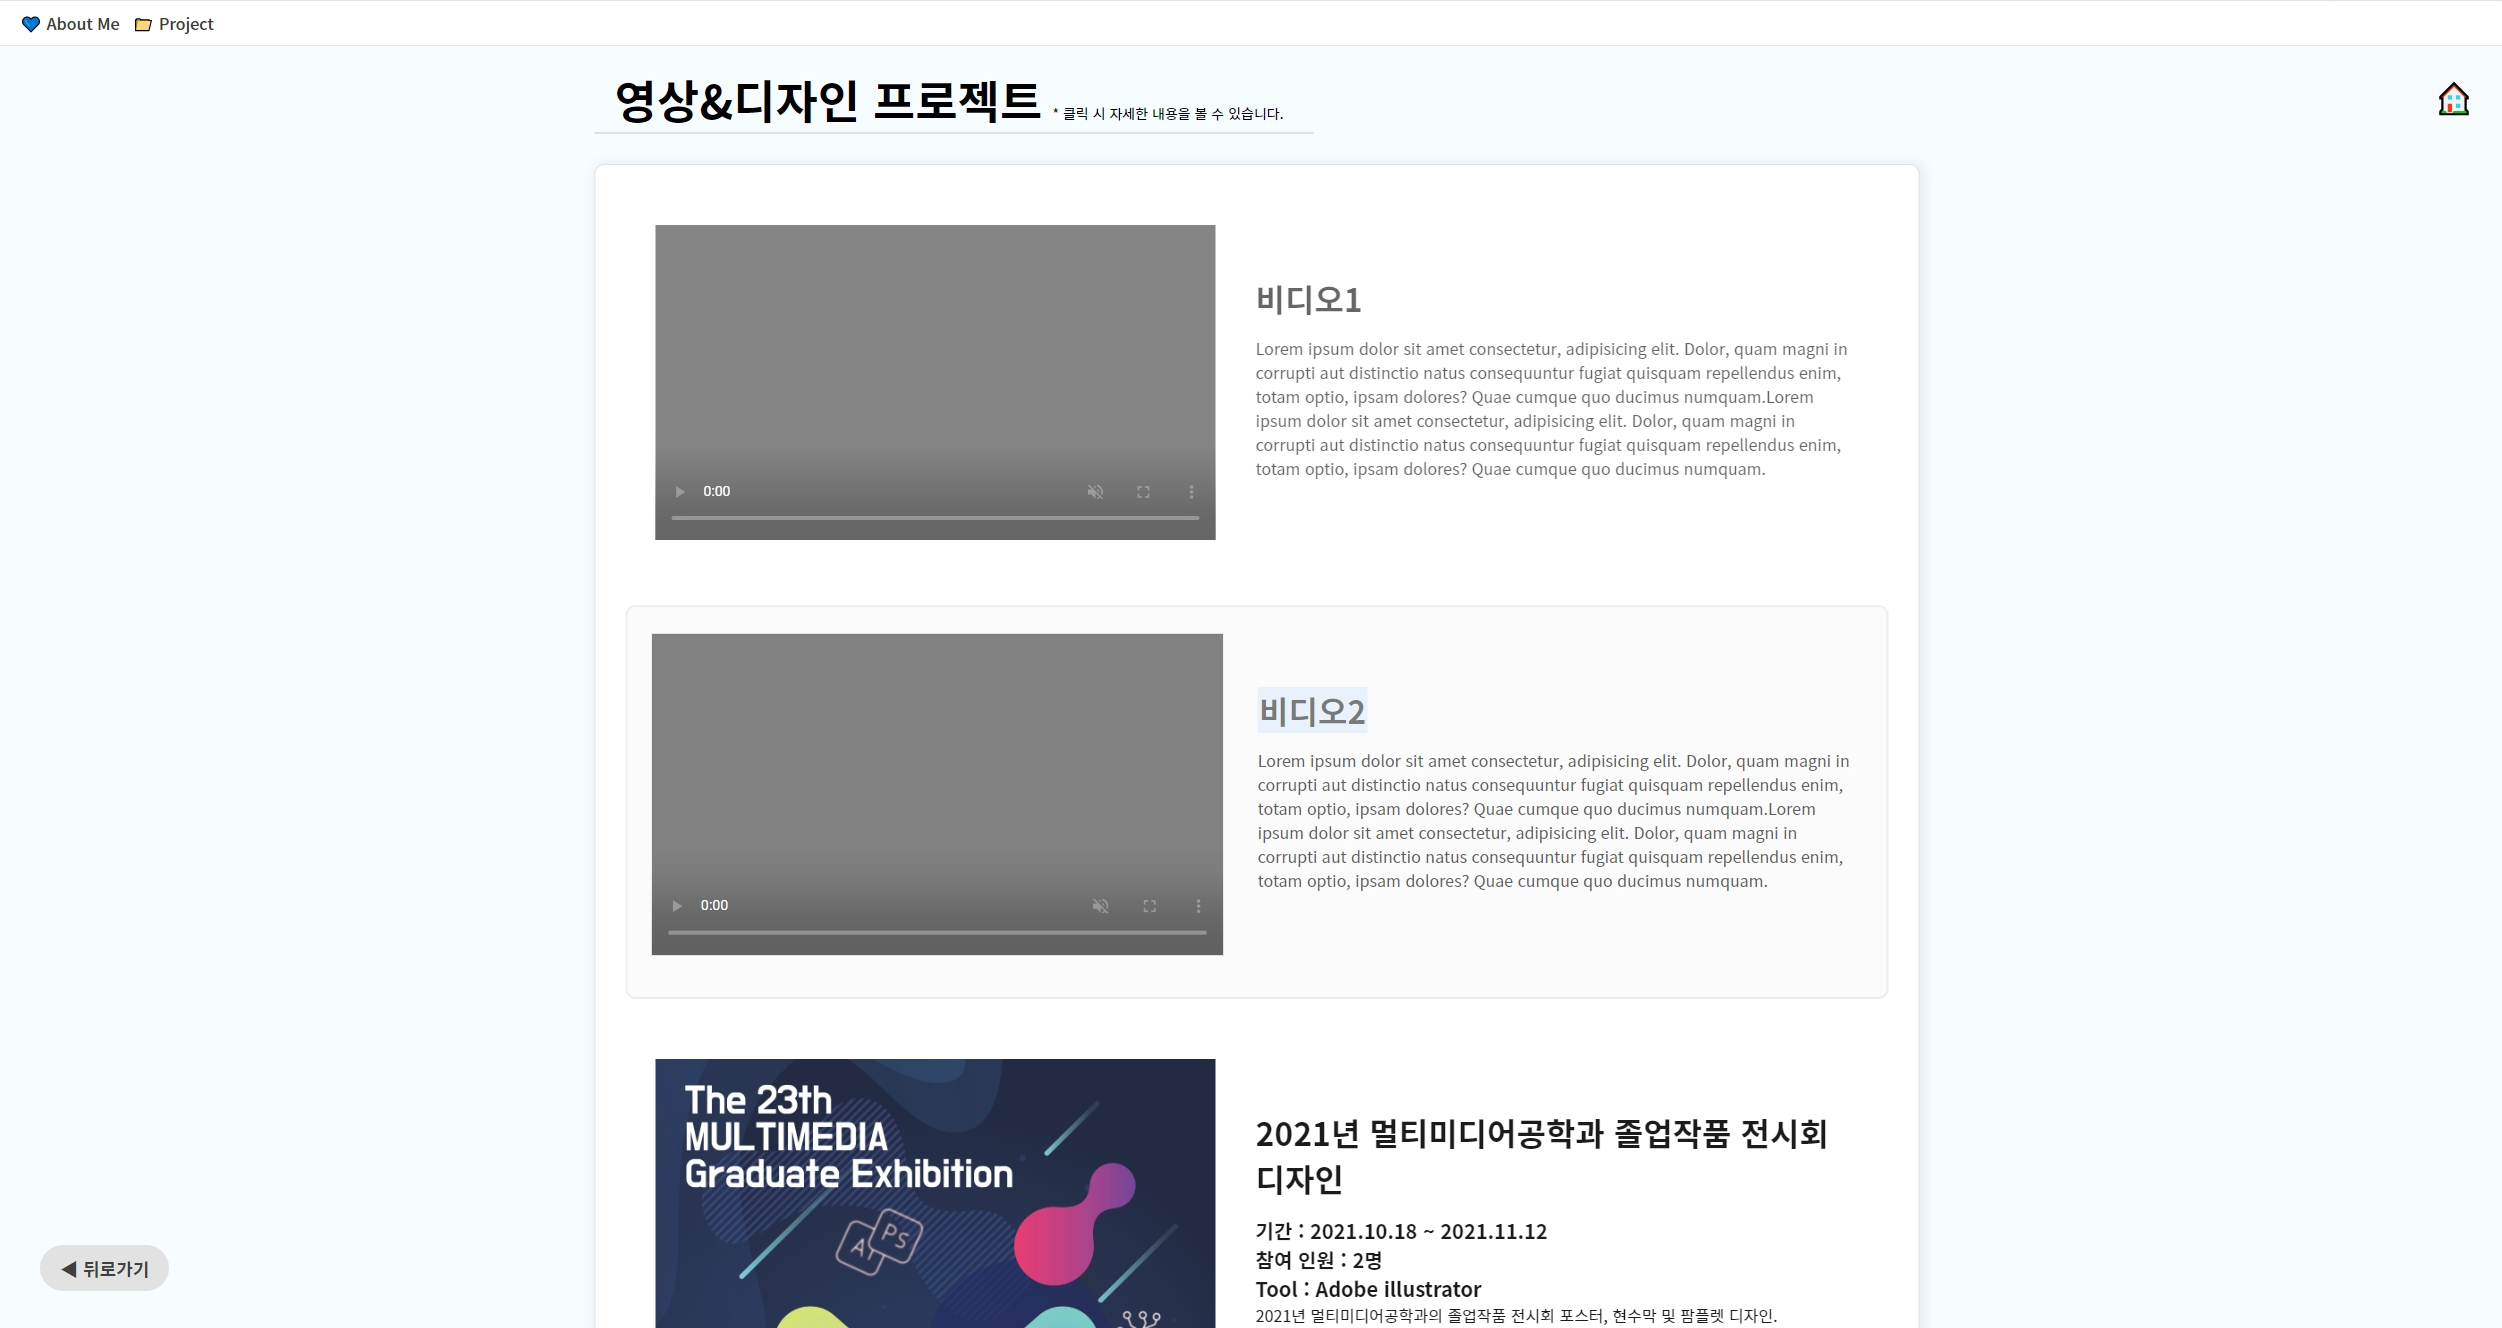 About Me Project
영상&디자인 프로젝트 * 클릭 시 자세한 내용을 볼 수 있습니다.
비디오1
Lorem ipsum dolor sit amet consectetur, adipisicing elit. Dolor, quam magni in
corrupti aut distinctio natus consequuntur fugiat quisquam repellendus enim,
totam optio, ipsam dolores? Quae cumque quo ducimus numquam.Lorem
ipsum dolor sit amet consectetur, adipisicing elit. Dolor, quam magni in
corrupti aut distinctio natus consequuntur fugiat quisquam repellendus enim,
totam optio, ipsam dolores? Quae cumque quo ducimus numquam.
0:00
비디오2
Lorem ipsum dolor sit amet consectetur, adipisicing elit. Dolor, quam magni in
corrupti aut distinctio natus consequuntur fugiat quisquam repellendus enim,
totam optio, ipsam dolores? Quae cumque quo ducimus numquam.Lorem
ipsum dolor sit amet consectetur, adipisicing elit. Dolor, quam magni in
corrupti aut distinctio natus consequuntur fugiat quisquam repellendus enim,
totam optio, ipsam dolores? Quae cumque quo ducimus numquam.
0:00
The 23th
MULTIMEDIA
Graduate Exhibition
AI PS
2021년 멀티미디어공학과 졸업작품 전시회
디자인
기간 : 2021.10.18 ~ 2021.11.12
참여 인원 : 2명
Tool : Adobe illustrator
2021년 멀티미디어공학과의 졸업작품 전시회 포스터, 현수막 및 팜플렛 디자인.
◀ 뒤로가기